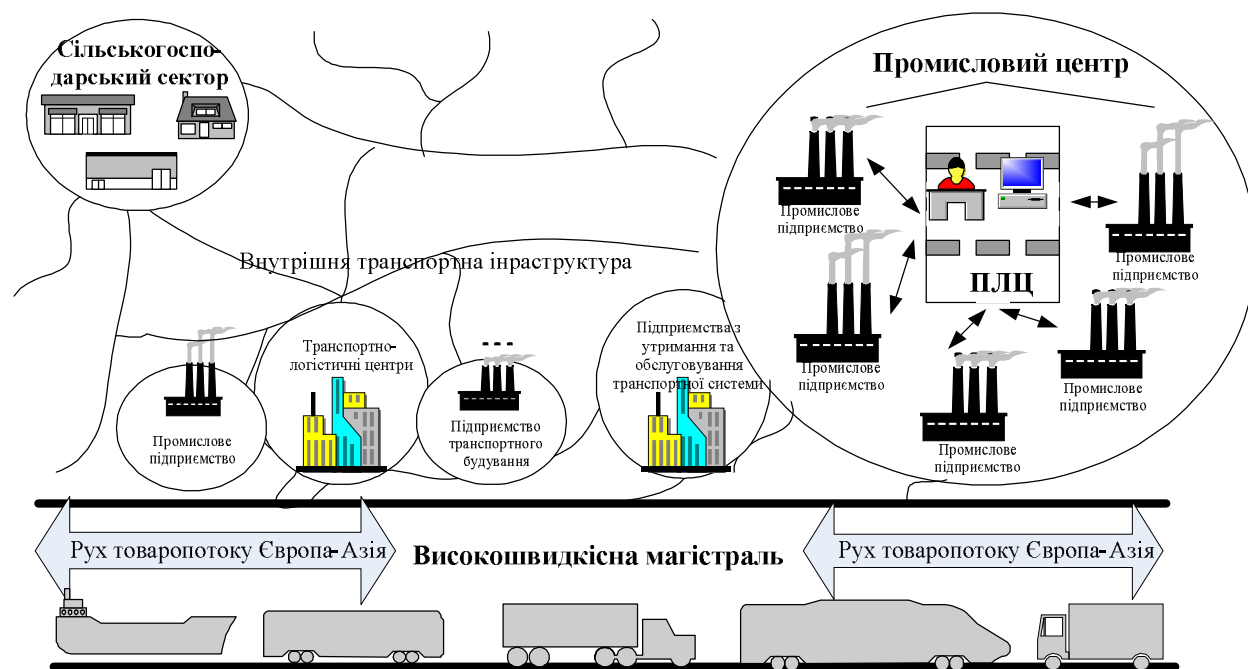 Сільськогоспо-
дарський сектор
Промисловий центр
Промислове
підприємство
Промислове
підприємство
Промислове
підприємство
ПЛЦ
Промислове
підприємство
Промислове
підприємство
Внутрішня транспортна інраструктура
Промислове
підприємство
Транспортно-
логістичні центри
Підприємство
транспортного
будування
Підприємства з
утримання та
обслуговування
транспортної системи
Рух товаропотоку Європа-Азія
Високошвидкісна магістраль
Рух товаропотоку Європа-Азія